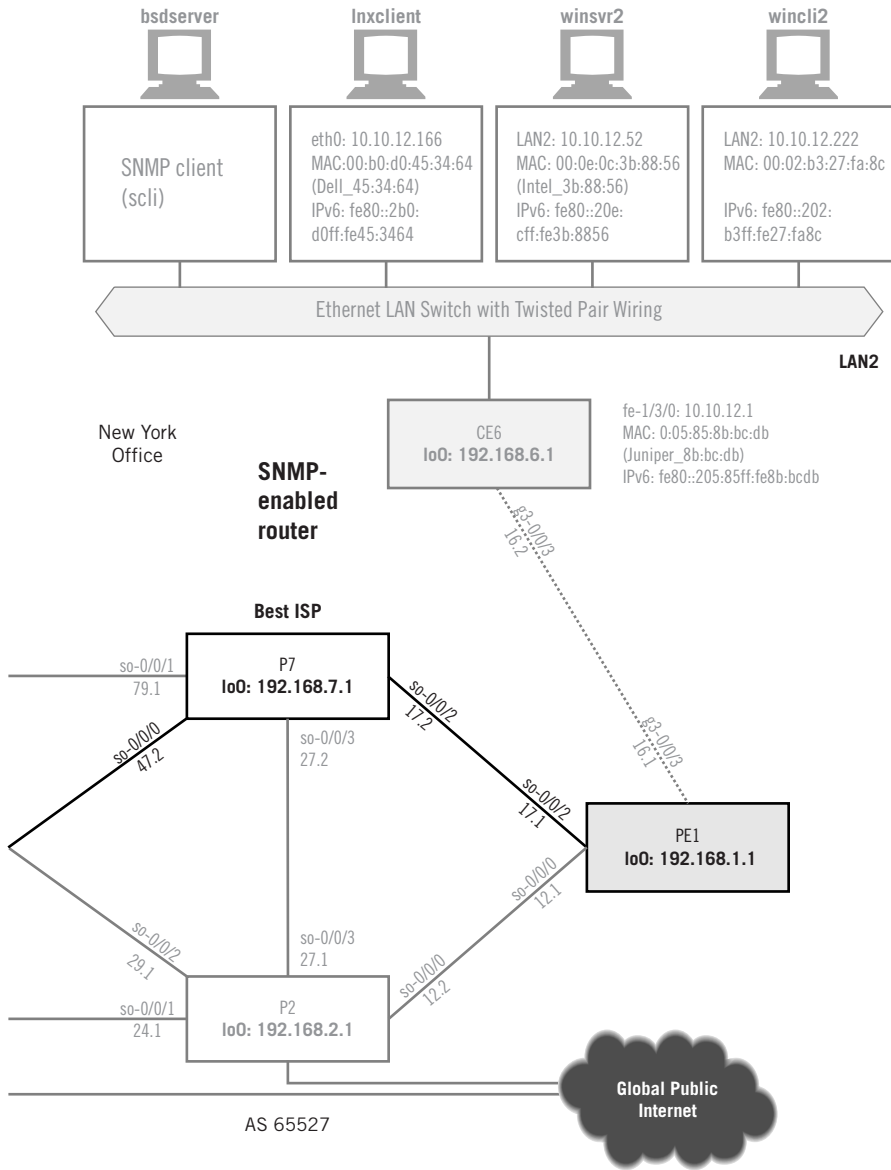 bsdserver
lnxclient
winsvr2
wincli2
SNMP client
(scli)
eth0: 10.10.12.166
MAC:00:b0:d0:45:34:64
(Dell_45:34:64)
IPv6: fe80::2b0:
d0ff:fe45:3464
LAN2: 10.10.12.52
MAC: 00:0e:0c:3b:88:56
(Intel_3b:88:56)
IPv6: fe80::20e:
cff:fe3b:8856
LAN2: 10.10.12.222
MAC: 00:02:b3:27:fa:8c
IPv6: fe80::202:
b3ff:fe27:fa8c
Ethernet LAN Switch with Twisted Pair Wiring
LAN2
New York
Office
SNMP-
enabled
router
CE6
lo0: 192.168.6.1
fe-1/3/0: 10.10.12.1
MAC: 0:05:85:8b:bc:db
(Juniper_8b:bc:db)
IPv6: fe80::205:85ff:fe8b:bcdb
g3-0/0/3
16.2
Best ISP
P7
lo0: 192.168.7.1
so-0/0/1
79.1
so-0/0/0
47.2
so-0/0/3
27.2
so-0/0/2
17.2
g3-0/0/3
16.1
so-0/0/2
17.1
PE1
lo0: 192.168.1.1
so-0/0/0
12.1
so-0/0/2
29.1
so-0/0/3
27.1
so-0/0/0
12.2
so-0/0/1
24.1
P2
lo0: 192.168.2.1
Global Public
Internet
AS 65527